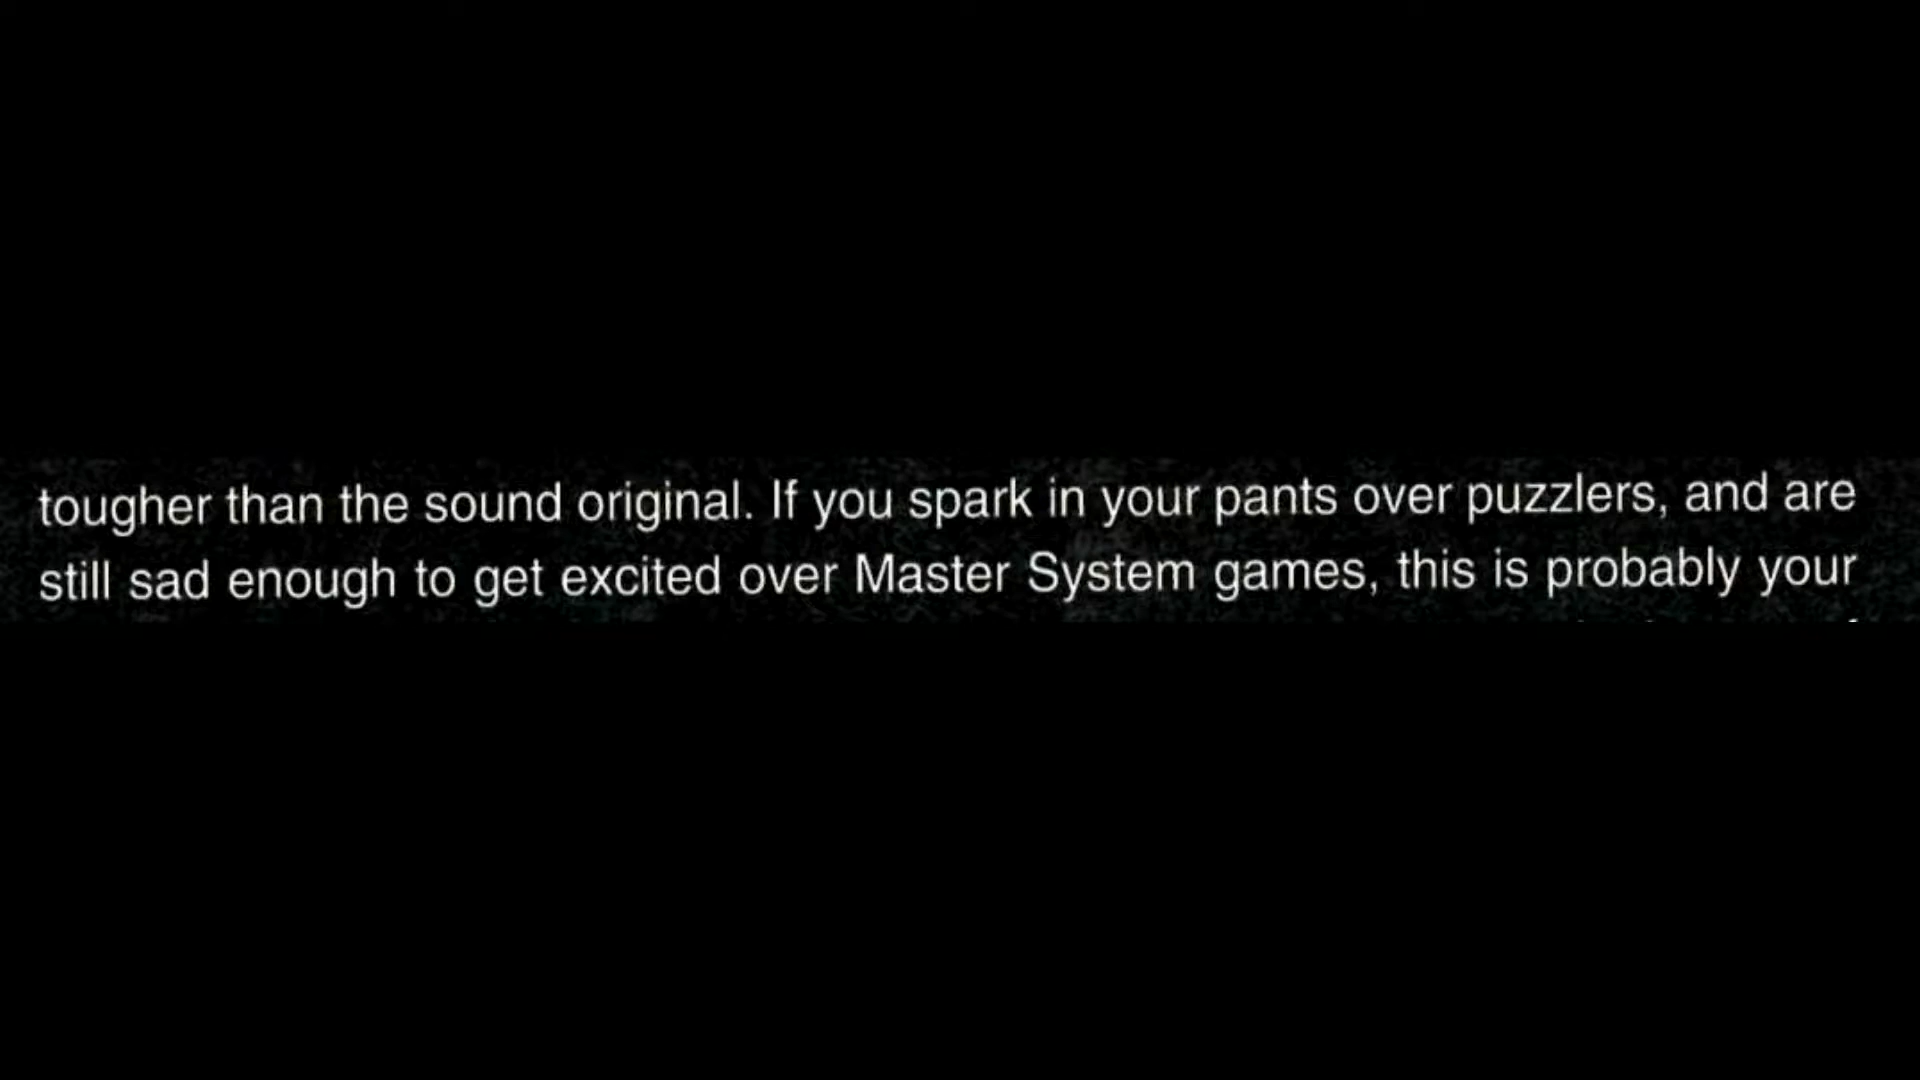 tougher than the sound original. If you spark in your pants over puzzlers, and are
still sad enough to get excited over Master System games, this is probably your